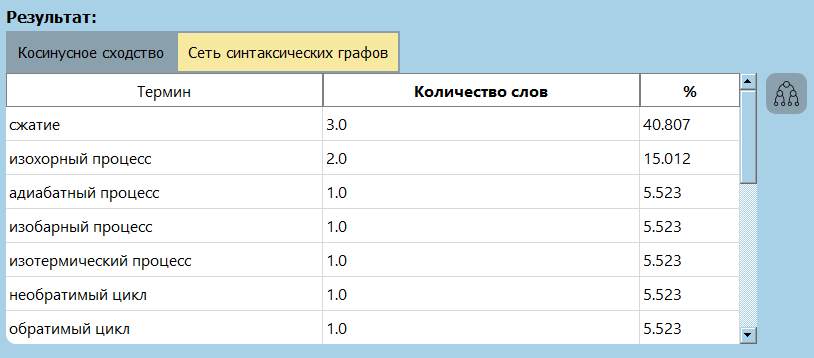 Результат:
Косинусное сходство Сеть синтаксических графов
Термин Количество слов %
сжатие 3.0 40.807
изохорный процесс 2.0 15.012
адиабатный процесс 1.0 5.523
изобарный процесс 1.0 5.523
изотермический процесс 1.0 5.523
необратимый цикл 1.0 5.523
обратимый цикл 1.0 5.523